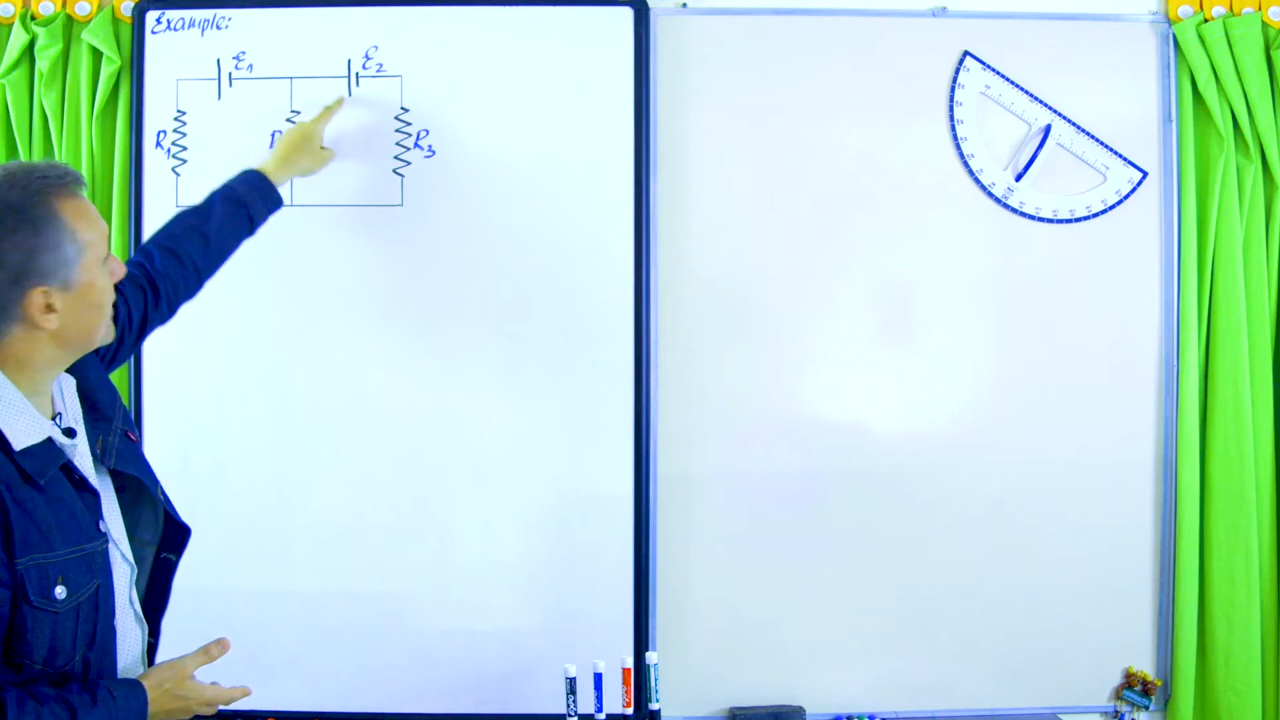 Example:
ℰ₁ ℰ₂
R₁ R₃